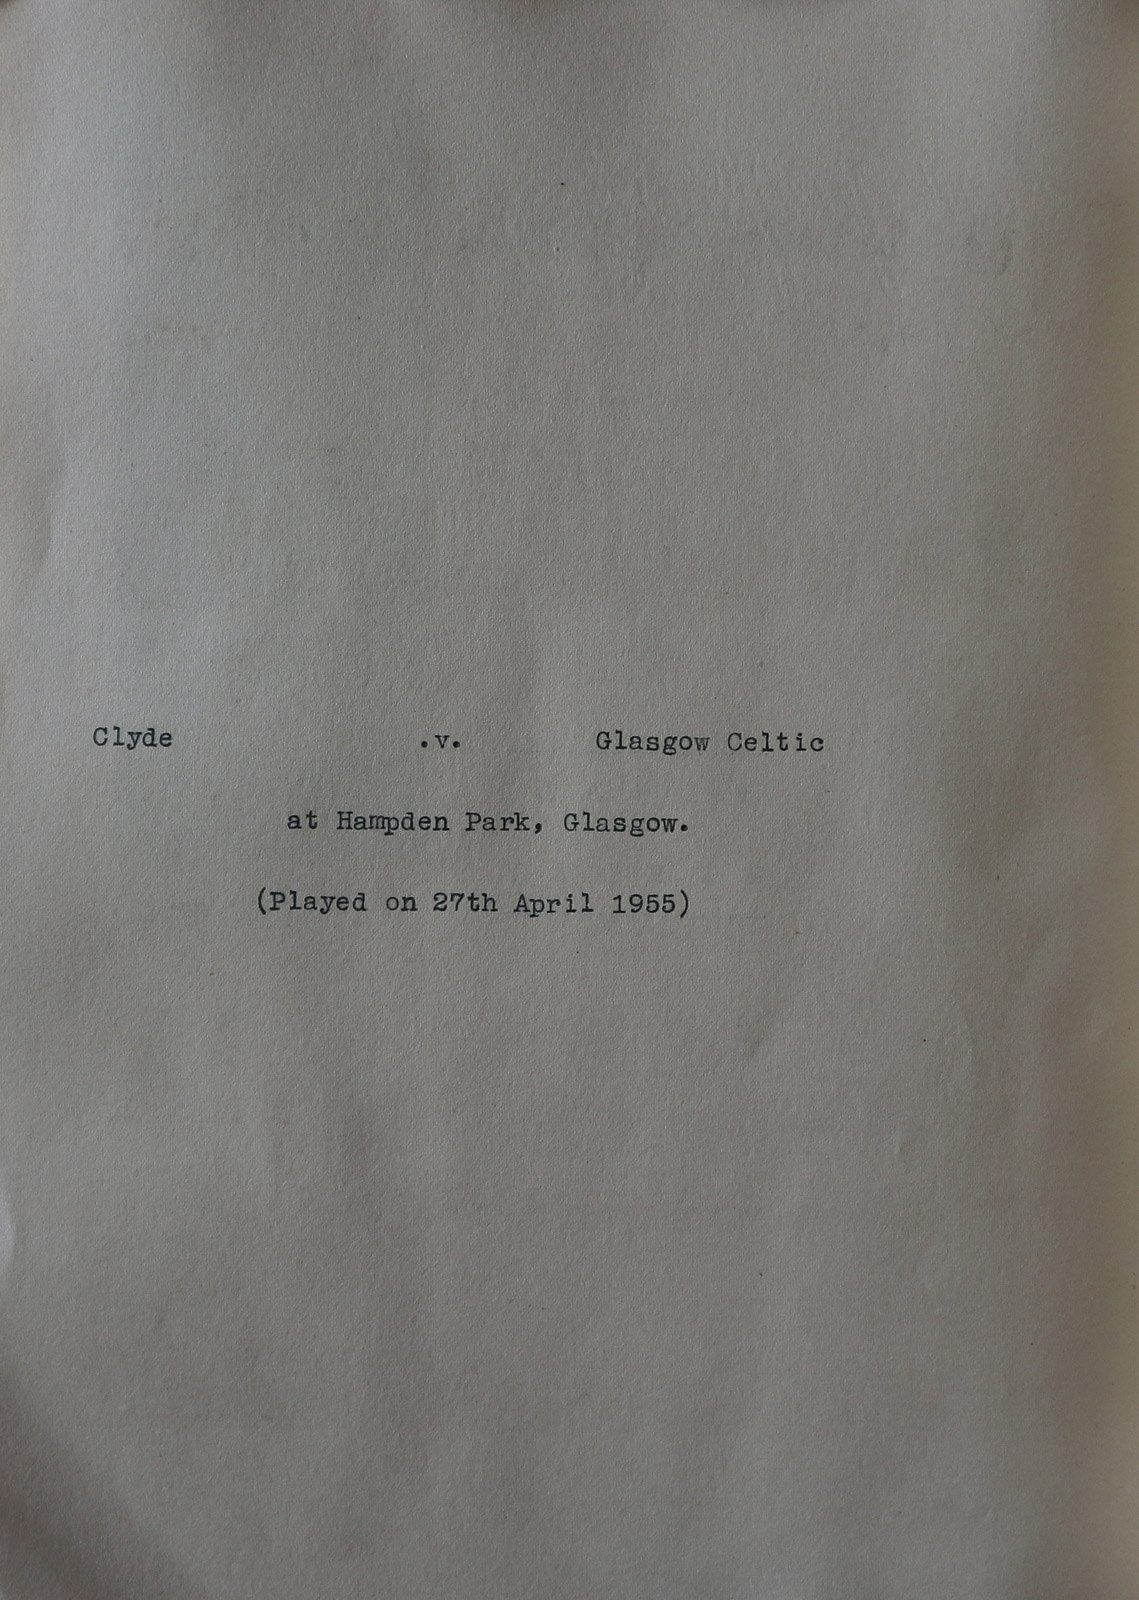 Clyde .v. Glasgow Celtic
at Hampden Park, Glasgow.
(Played on 27th April 1955)